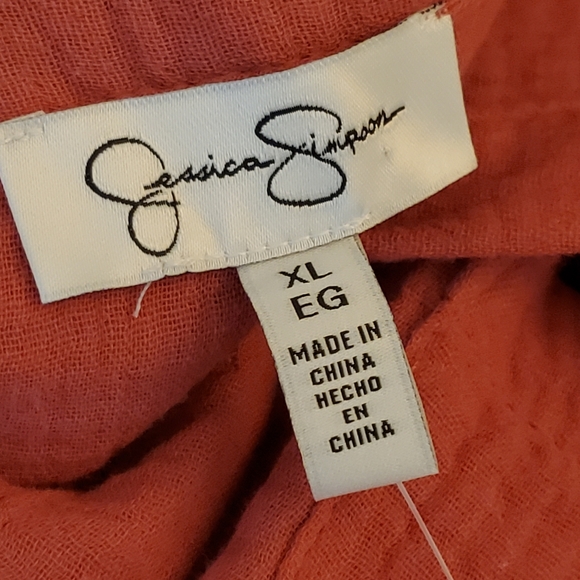 Jessica Simpson
XL
EG
MADE IN
CHINA
HECHO
EN
CHINA